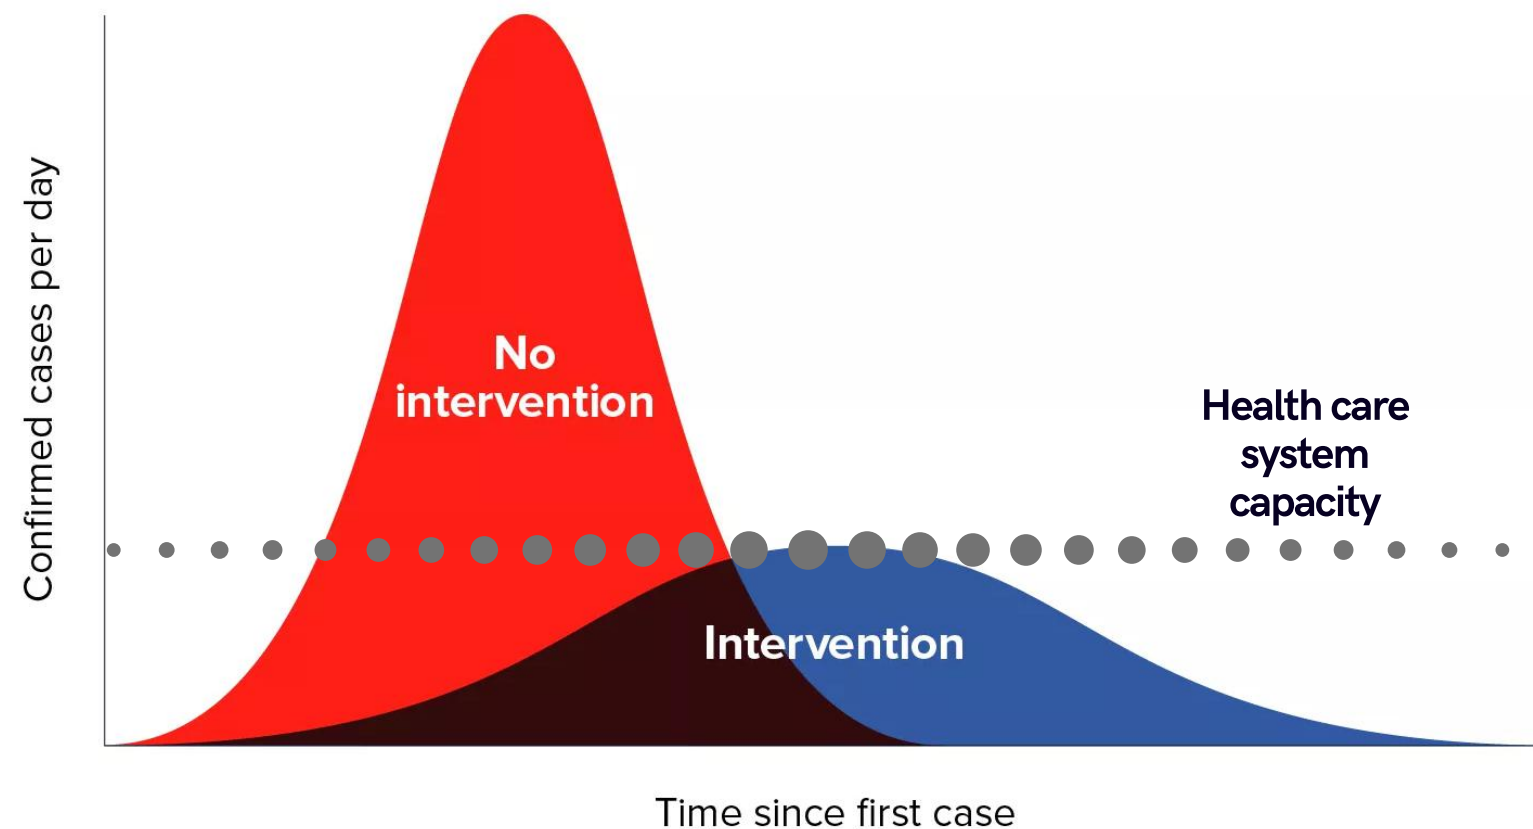 Confirmed cases per day
No
intervention
Health care
system
capacity
Intervention
Time since first case